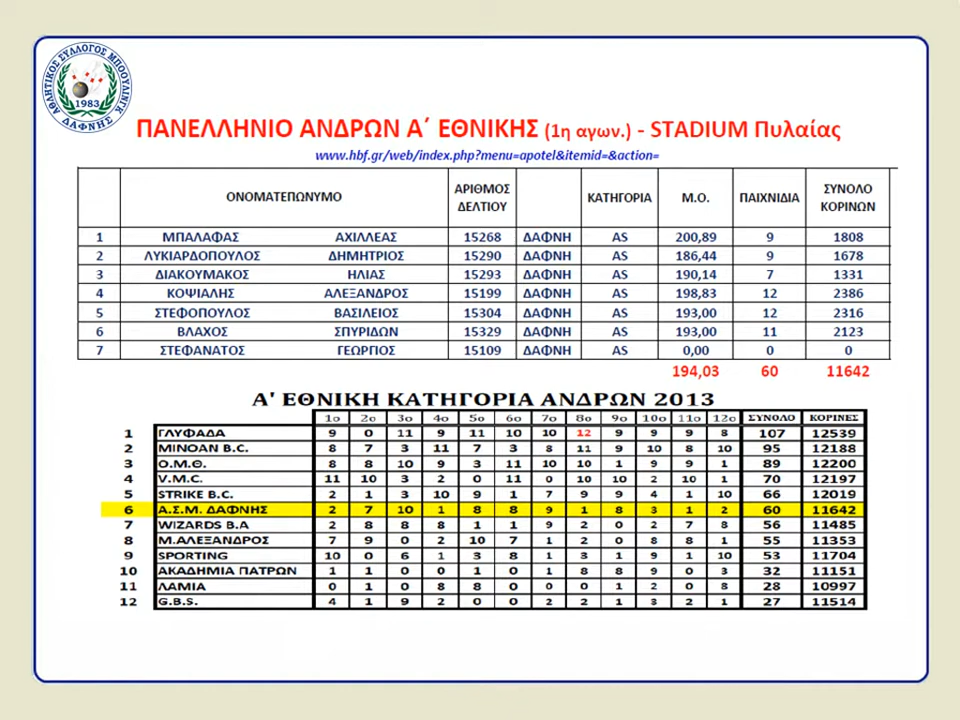 ΑΘΛΗΤΙΚΟΣ ΣΥΛΛΟΓΟΣ ΜΠΟΟΥΛΙΝΓΚ
1983
ΔΑΦΝΗΣ
ΠΑΝΕΛΛΗΝΙΟ ΑΝΔΡΩΝ Α΄ ΕΘΝΙΚΗΣ (1η αγων.) - STADIUM Πυλαίας
www.hbf.gr/web/index.php?menu=apotel&itemid=&action=
ΟΝΟΜΑΤΕΠΩΝΥΜΟ ΑΡΙΘΜΟΣ ΔΕΛΤΙΟΥ ΚΑΤΗΓΟΡΙΑ Μ.Ο. ΠΑΙΧΝΙΔΙΑ ΣΥΝΟΛΟ ΚΟΡΙΝΩΝ
1 ΜΠΑΛΑΦΑΣ ΑΧΙΛΛΕΑΣ 15268 ΔΑΦΝΗ AS 200,89 9 1808
2 ΛΥΚΙΑΡΔΟΠΟΥΛΟΣ ΔΗΜΗΤΡΙΟΣ 15290 ΔΑΦΝΗ AS 186,44 9 1678
3 ΔΙΑΚΟΥΜΑΚΟΣ ΗΛΙΑΣ 15293 ΔΑΦΝΗ AS 190,14 7 1331
4 ΚΟΨΙΑΛΗΣ ΑΛΕΞΑΝΔΡΟΣ 15199 ΔΑΦΝΗ AS 198,83 12 2386
5 ΣΤΕΦΟΠΟΥΛΟΣ ΒΑΣΙΛΕΙΟΣ 15304 ΔΑΦΝΗ AS 193,00 12 2316
6 ΒΛΑΧΟΣ ΣΠΥΡΙΔΩΝ 15329 ΔΑΦΝΗ AS 193,00 11 2123
7 ΣΤΕΦΑΝΑΤΟΣ ΓΕΩΡΓΙΟΣ 15109 ΔΑΦΝΗ AS 0,00 0 0
194,03 60 11642
Α' ΕΘΝΙΚΗ ΚΑΤΗΓΟΡΙΑ ΑΝΔΡΩΝ 2013
1ο 2ο 3ο 4ο 5ο 6ο 7ο 8ο 9ο 10ο 11ο 12ο ΣΥΝΟΛΟ ΚΟΡΙΝΕΣ
1 ΓΛΥΦΑΔΑ 9 0 11 9 11 10 10 12 9 9 9 8 107 12539
2 MINOAN B.C. 8 7 3 11 7 3 8 11 9 10 8 10 95 12188
3 Ο.Μ.Θ. 8 8 10 9 3 11 10 10 1 9 9 1 89 12200
4 V.M.C. 11 10 3 2 0 11 0 10 10 2 10 1 70 12197
5 STRIKE B.C. 2 1 3 10 9 1 7 9 9 4 1 10 66 12019
6 Α.Σ.Μ. ΔΑΦΝΗΣ 2 7 10 1 8 8 9 1 8 3 1 2 60 11642
7 WIZARDS B.A 2 8 8 8 1 1 9 2 0 2 7 8 56 11485
8 Μ.ΑΛΕΞΑΝΔΡΟΣ 7 9 0 2 10 7 1 2 0 8 8 1 55 11353
9 SPORTING 10 0 6 1 3 8 1 3 1 9 1 10 53 11704
10 ΑΚΑΔΗΜΙΑ ΠΑΤΡΩΝ 1 1 0 0 1 0 1 8 8 9 0 3 32 11151
11 ΛΑΜΙΑ 0 1 0 8 8 0 0 0 1 2 0 8 28 10997
12 G.B.S. 4 1 9 2 0 0 2 2 1 3 2 1 27 11514